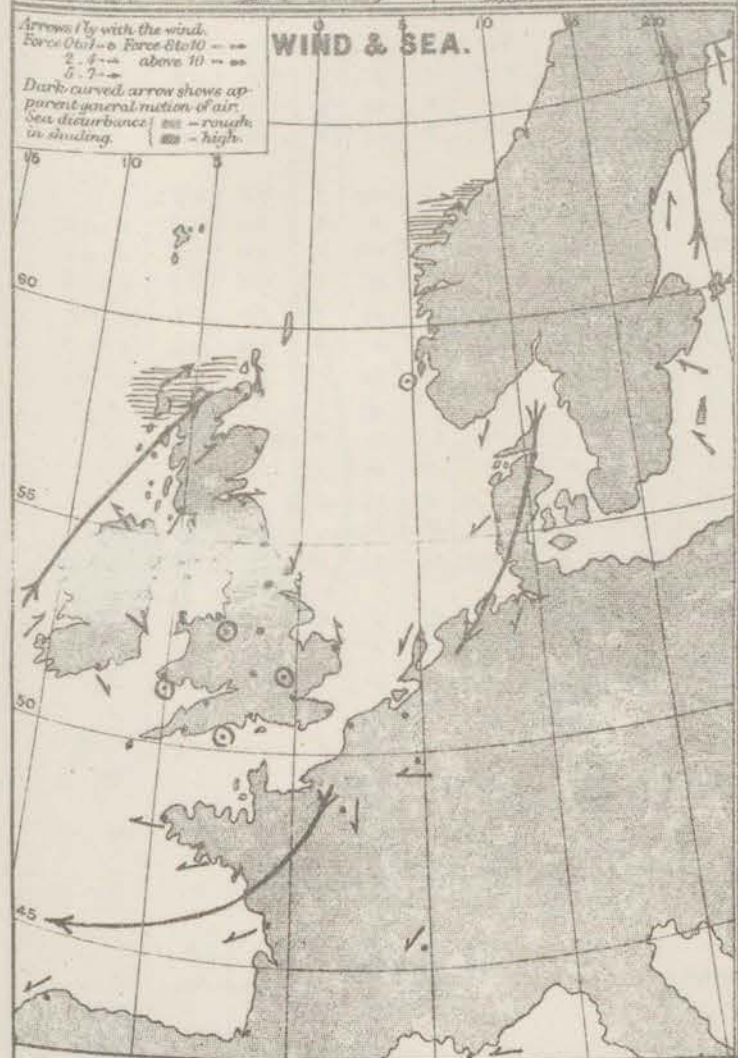 Arrows fly with the wind.
Force 0 to 1 Force 8 to 10
2 . 4 above 10
5 . 7
Dark curved arrow shows ap-
parent general motion of air.
Sea disturbance - rough.
in shading. - high.
WIND & SEA.
0 5 10 15 20
15 10 5
60
55
50
45